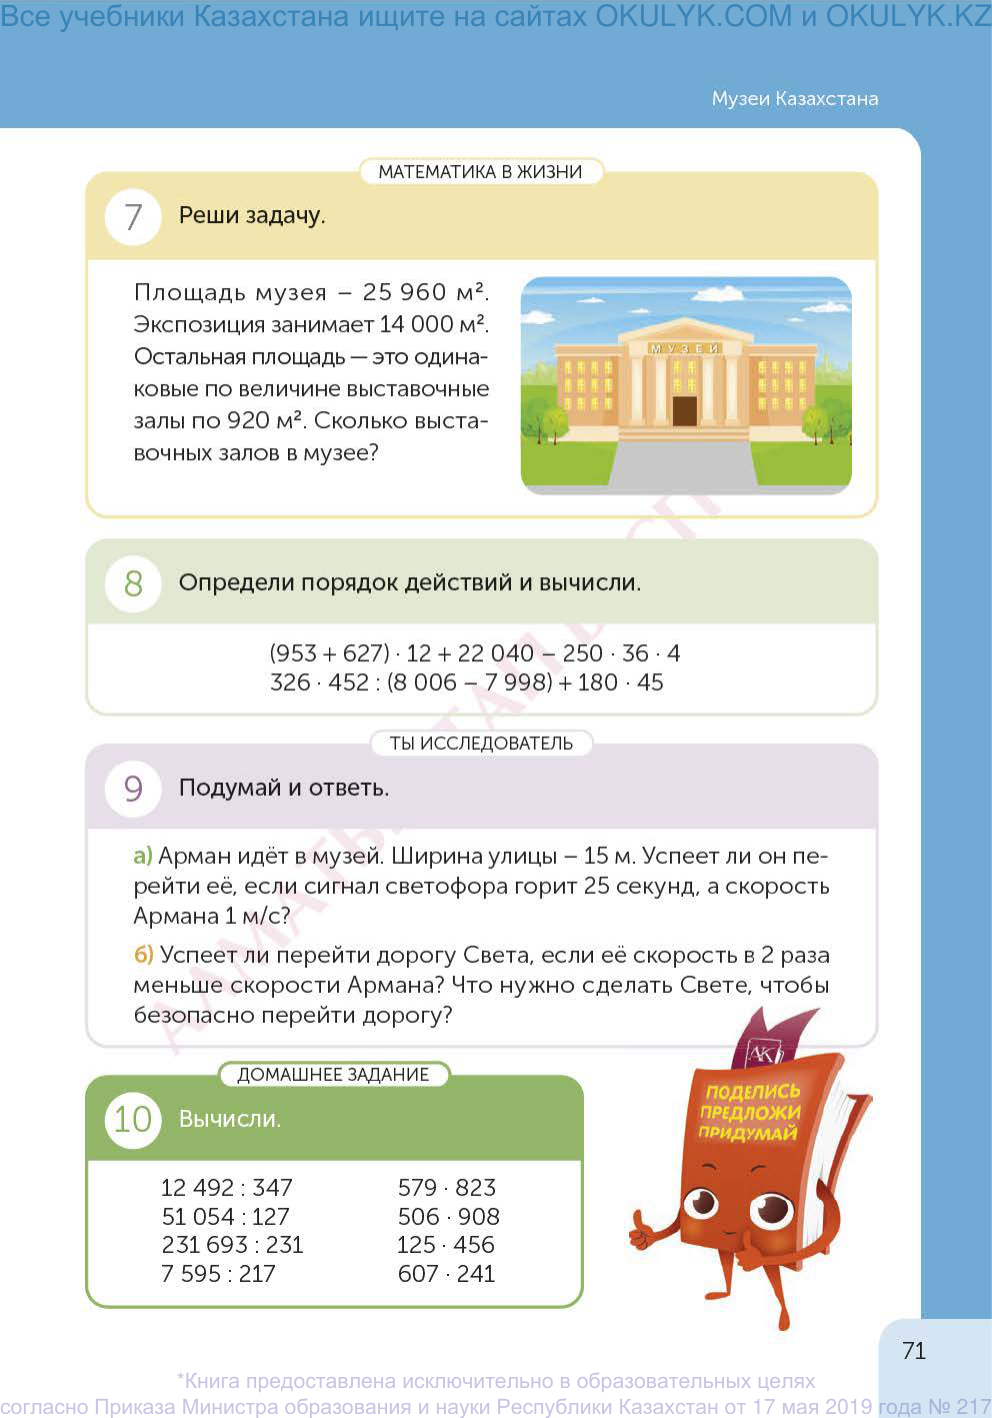 Все учебники Казахстана ищите на сайтах OKULYK.COM и OKULYK.KZ
Музеи Казахстана
МАТЕМАТИКА В ЖИЗНИ
7 Реши задачу.
Площадь музея – 25 960 м².
Экспозиция занимает 14 000 м².
Остальная площадь — это одина-
ковые по величине выставочные
залы по 920 м². Сколько выста-
вочных залов в музее?
МУЗЕЙ
8 Определи порядок действий и вычисли.
(953 + 627) · 12 + 22 040 – 250 · 36 · 4
326 · 452 : (8 006 – 7 998) + 180 · 45
ТЫ ИССЛЕДОВАТЕЛЬ
9 Подумай и ответь.
а) Арман идёт в музей. Ширина улицы – 15 м. Успеет ли он пе-
рейти её, если сигнал светофора горит 25 секунд, а скорость
Армана 1 м/с?
б) Успеет ли перейти дорогу Света, если её скорость в 2 раза
меньше скорости Армана? Что нужно сделать Свете, чтобы
безопасно перейти дорогу?
АК
ПОДЕЛИСЬ
ПРЕДЛОЖИ
ПРИДУМАЙ
ДОМАШНЕЕ ЗАДАНИЕ
10 Вычисли.
12 492 : 347 579 · 823
51 054 : 127 506 · 908
231 693 : 231 125 · 456
7 595 : 217 607 · 241
71
*Книга предоставлена исключительно в образовательных целях
согласно Приказа Министра образования и науки Республики Казахстан от 17 мая 2019 года № 217